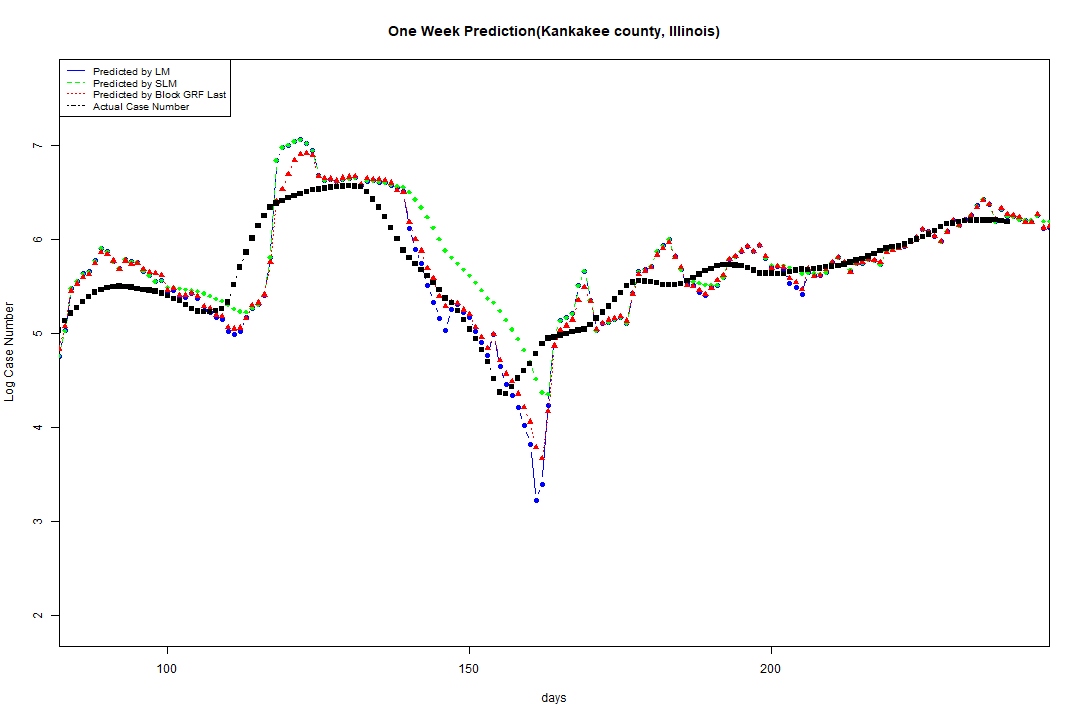 One Week Prediction(Kankakee county, Illinois)
Predicted by LM
Predicted by SLM
Predicted by Block GRF Last
Actual Case Number
7
6
5
4
3
2
Log Case Number
100 150 200
days